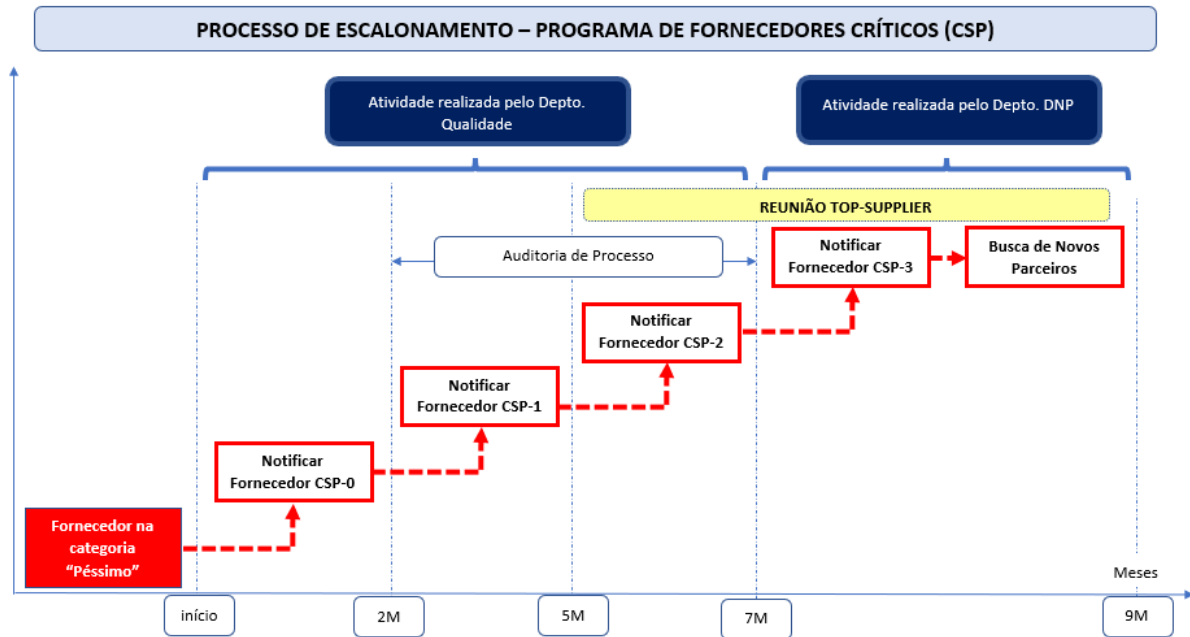 PROCESSO DE ESCALONAMENTO – PROGRAMA DE FORNECEDORES CRÍTICOS (CSP)
Atividade realizada pelo Depto.
Qualidade
Atividade realizada pelo Depto. DNP
REUNIÃO TOP-SUPPLIER
Auditoria de Processo
Notificar
Fornecedor CSP-3
Busca de Novos
Parceiros
Notificar
Fornecedor CSP-2
Notificar
Fornecedor CSP-1
Notificar
Fornecedor CSP-0
Fornecedor na
categoria
“Péssimo”
Meses
início
2M
5M
7M
9M